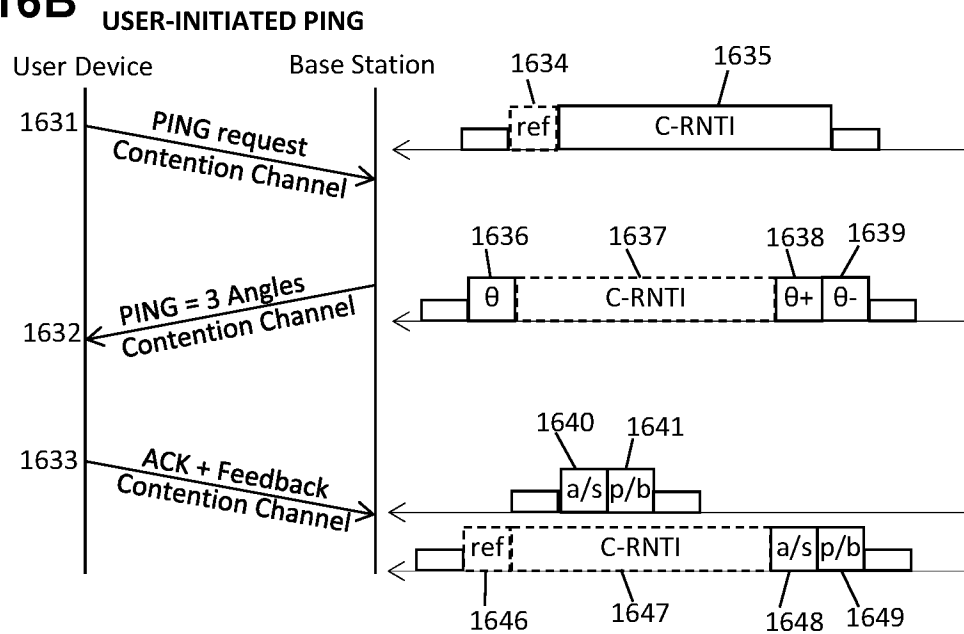 16B
USER-INITIATED PING
User Device
Base Station
1631
PING request
Contention Channel
1634
1635
ref
C-RNTI
1632
PING = 3 Angles
Contention Channel
1636
1637
1638
1639
θ
C-RNTI
θ+
θ-
1633
ACK + Feedback
Contention Channel
1640
1641
a/s
p/b
ref
C-RNTI
a/s
p/b
1646
1647
1648
1649